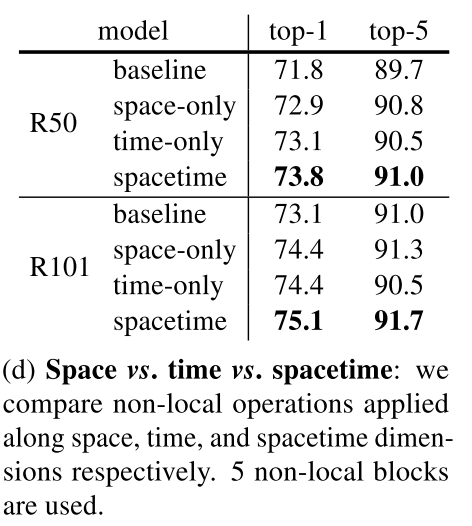 model top-1 top-5
baseline 71.8 89.7
space-only 72.9 90.8
R50
time-only 73.1 90.5
spacetime 73.8 91.0
baseline 73.1 91.0
space-only 74.4 91.3
R101
time-only 74.4 90.5
spacetime 75.1 91.7
(d) Space vs. time vs. spacetime: we
compare non-local operations applied
along space, time, and spacetime dimen-
sions respectively. 5 non-local blocks
are used.